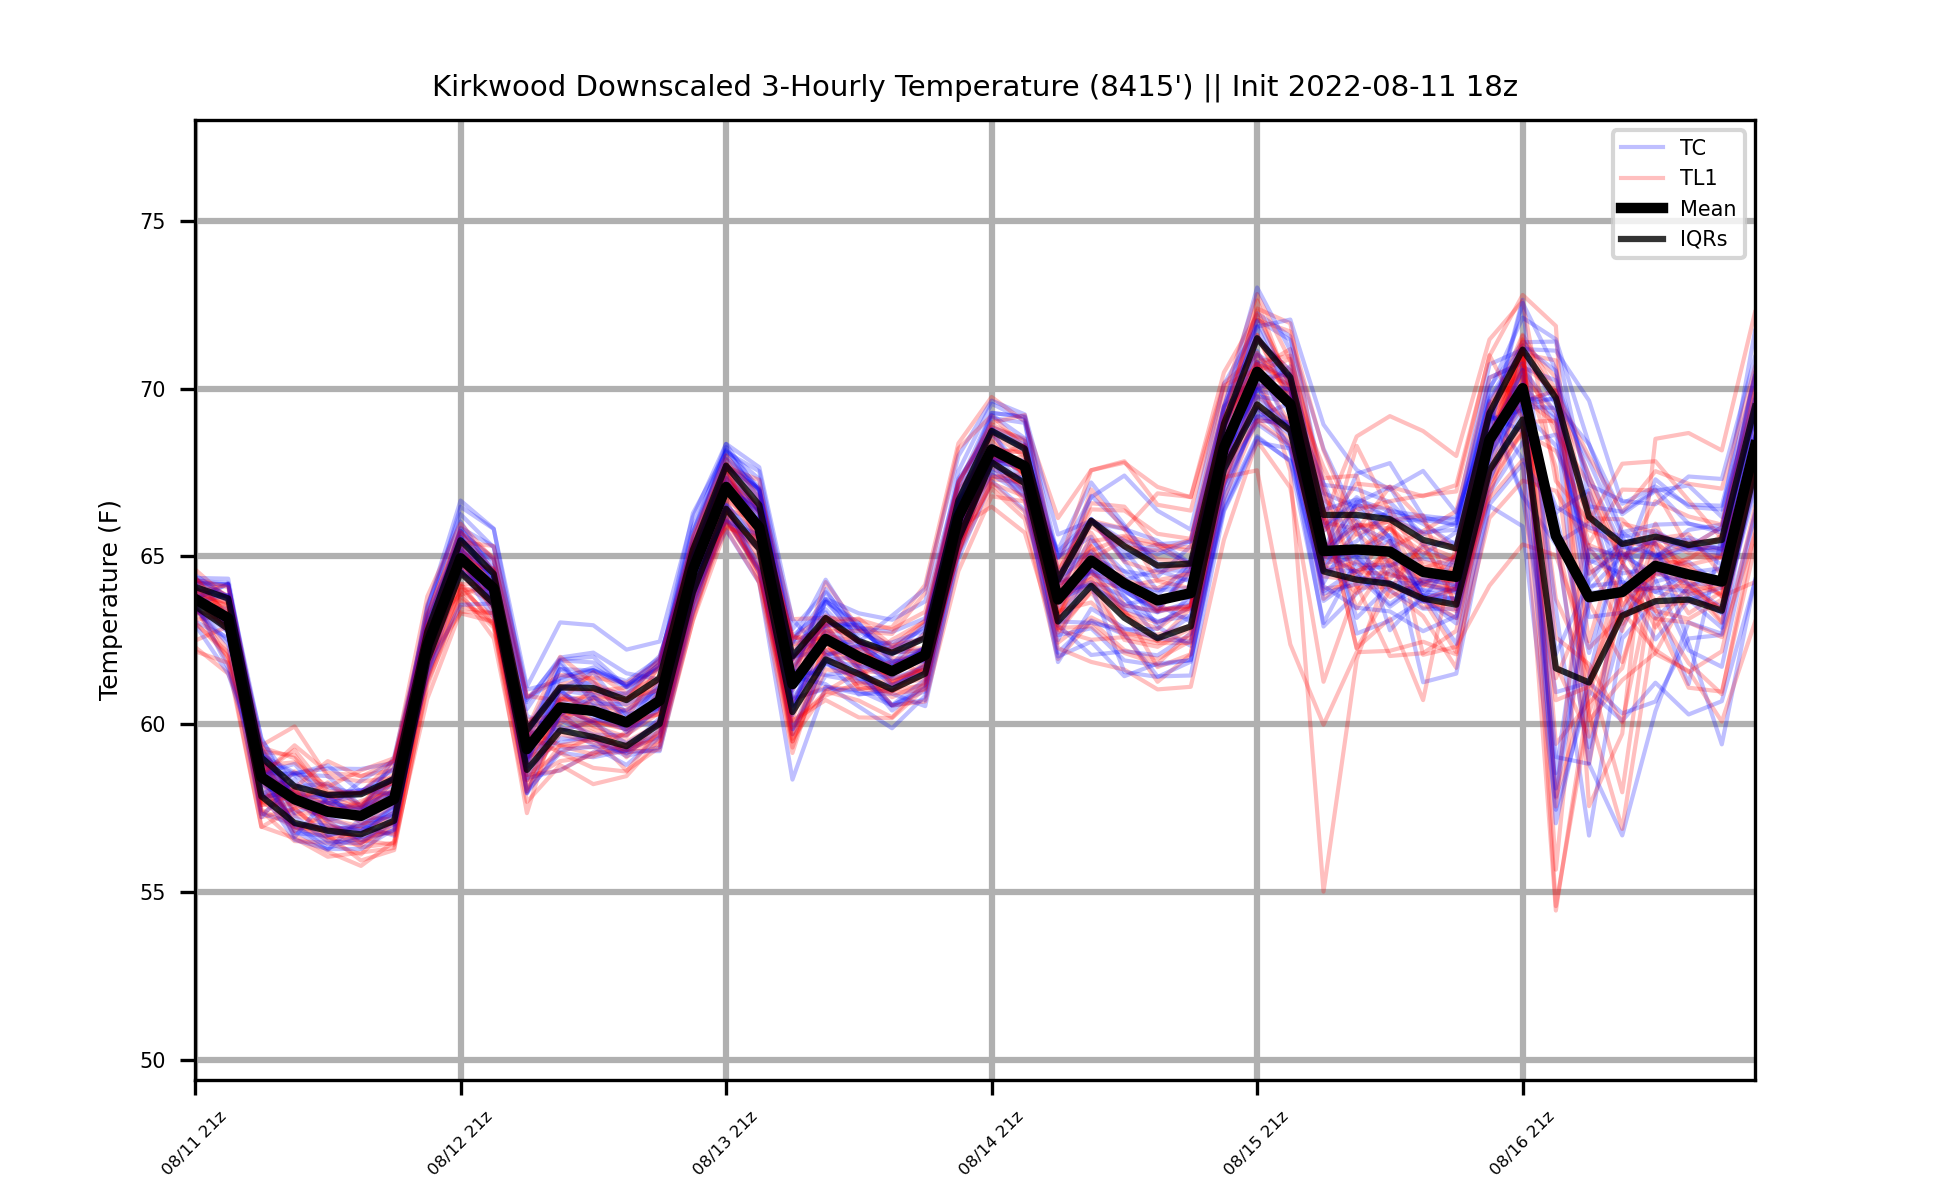 Kirkwood Downscaled 3-Hourly Temperature (8415') || Init 2022-08-11 18z
TC
TL1
Mean
IQRs
Temperature (F)
75
70
65
60
55
50
08/11 21z
08/12 21z
08/13 21z
08/14 21z
08/15 21z
08/16 21z